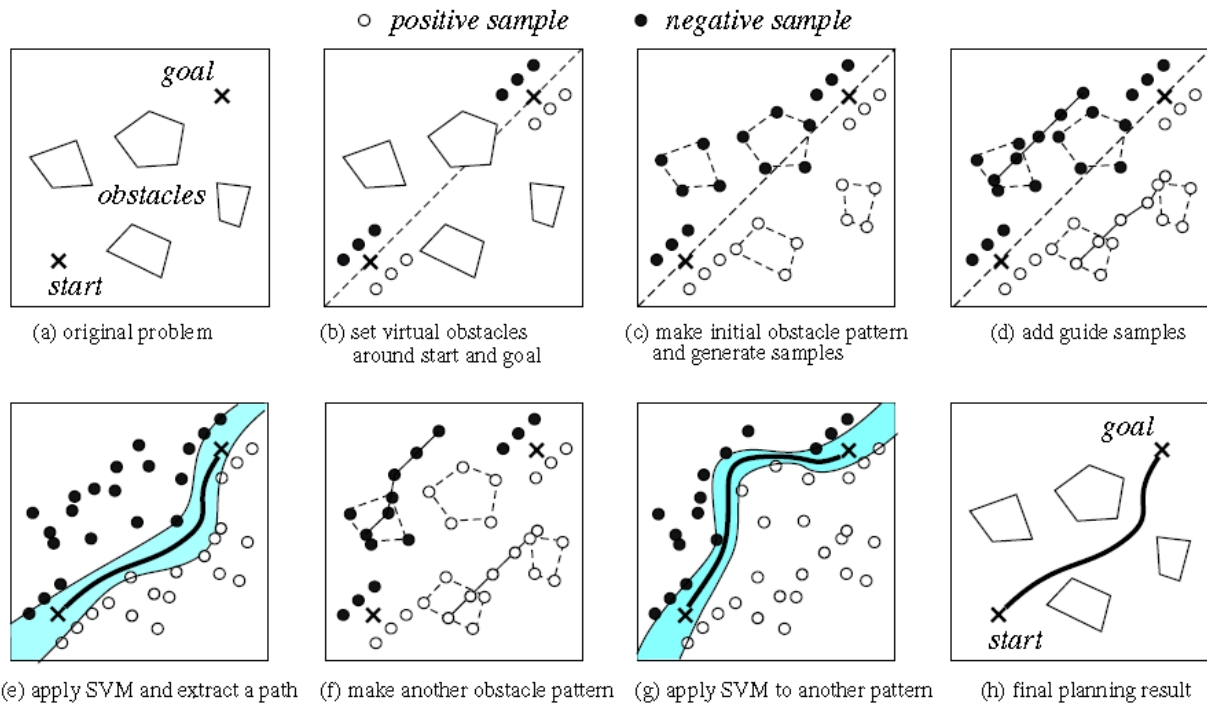 positive sample
negative sample
goal
obstacles
start
(a) original problem
(b) set virtual obstacles
around start and goal
(c) make initial obstacle pattern
and generate samples
(d) add guide samples
goal
start
(e) apply SVM and extract a path
(f) make another obstacle pattern
(g) apply SVM to another pattern
(h) final planning result